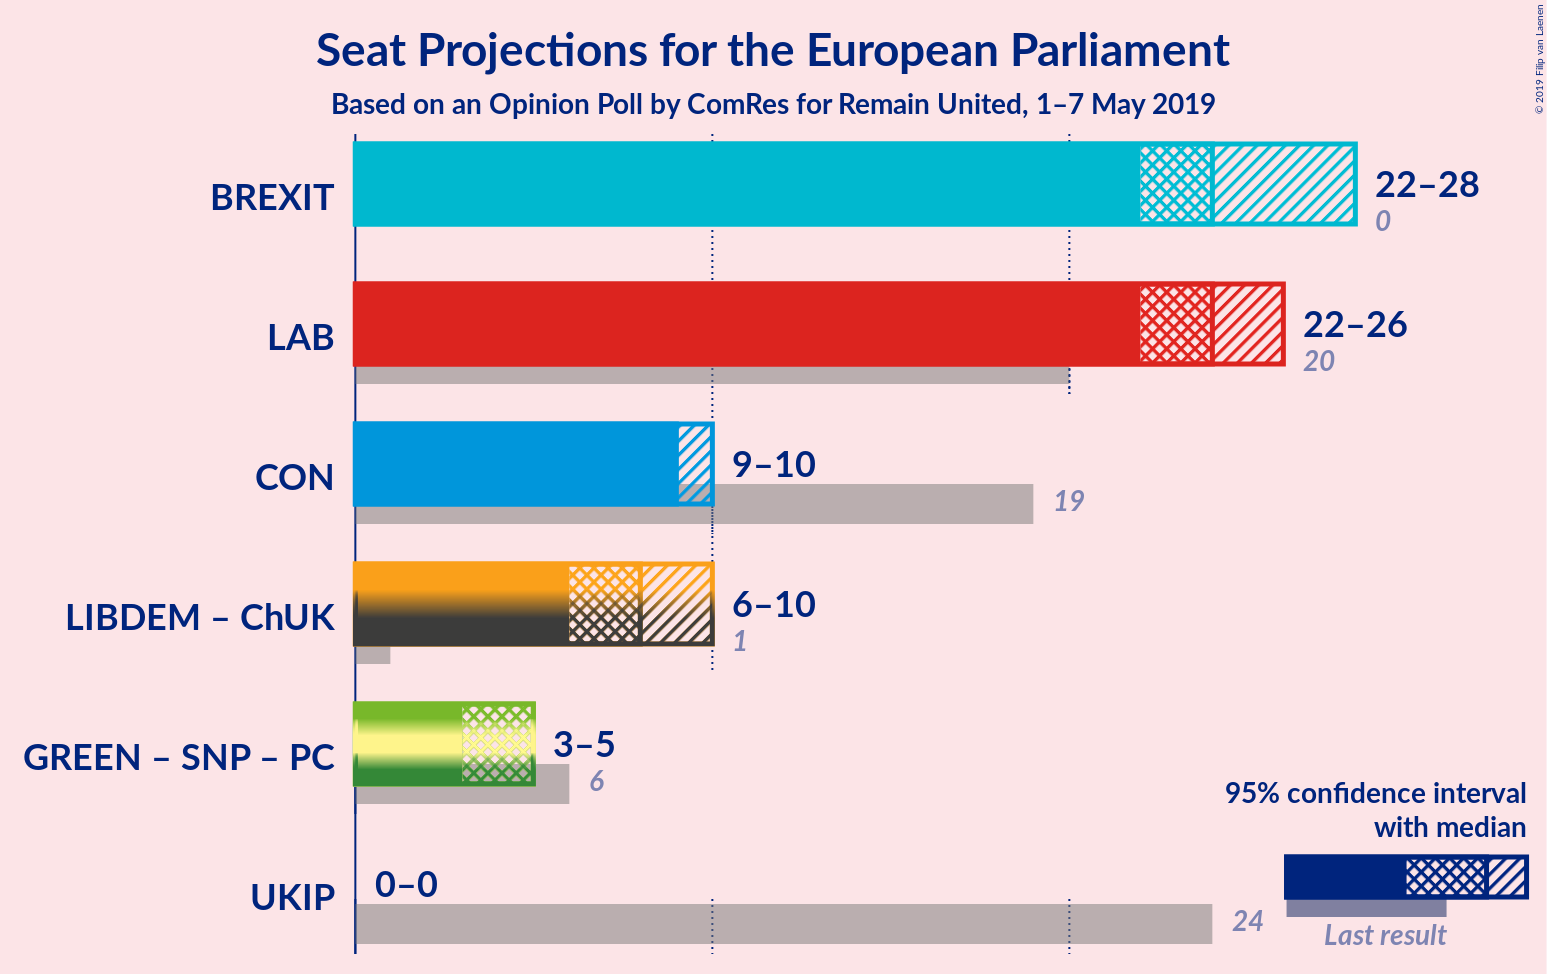 Seat Projections for the European Parliament
Based on an Opinion Poll by ComRes for Remain United, 1–7 May 2019
© 2019 Filip van Laenen
BREXIT
22–28
0
LAB
22–26
20
CON
9–10
19
LIBDEM – ChUK
6–10
1
GREEN – SNP – PC
3–5
6
UKIP
0–0
24
95% confidence interval
with median
Last result